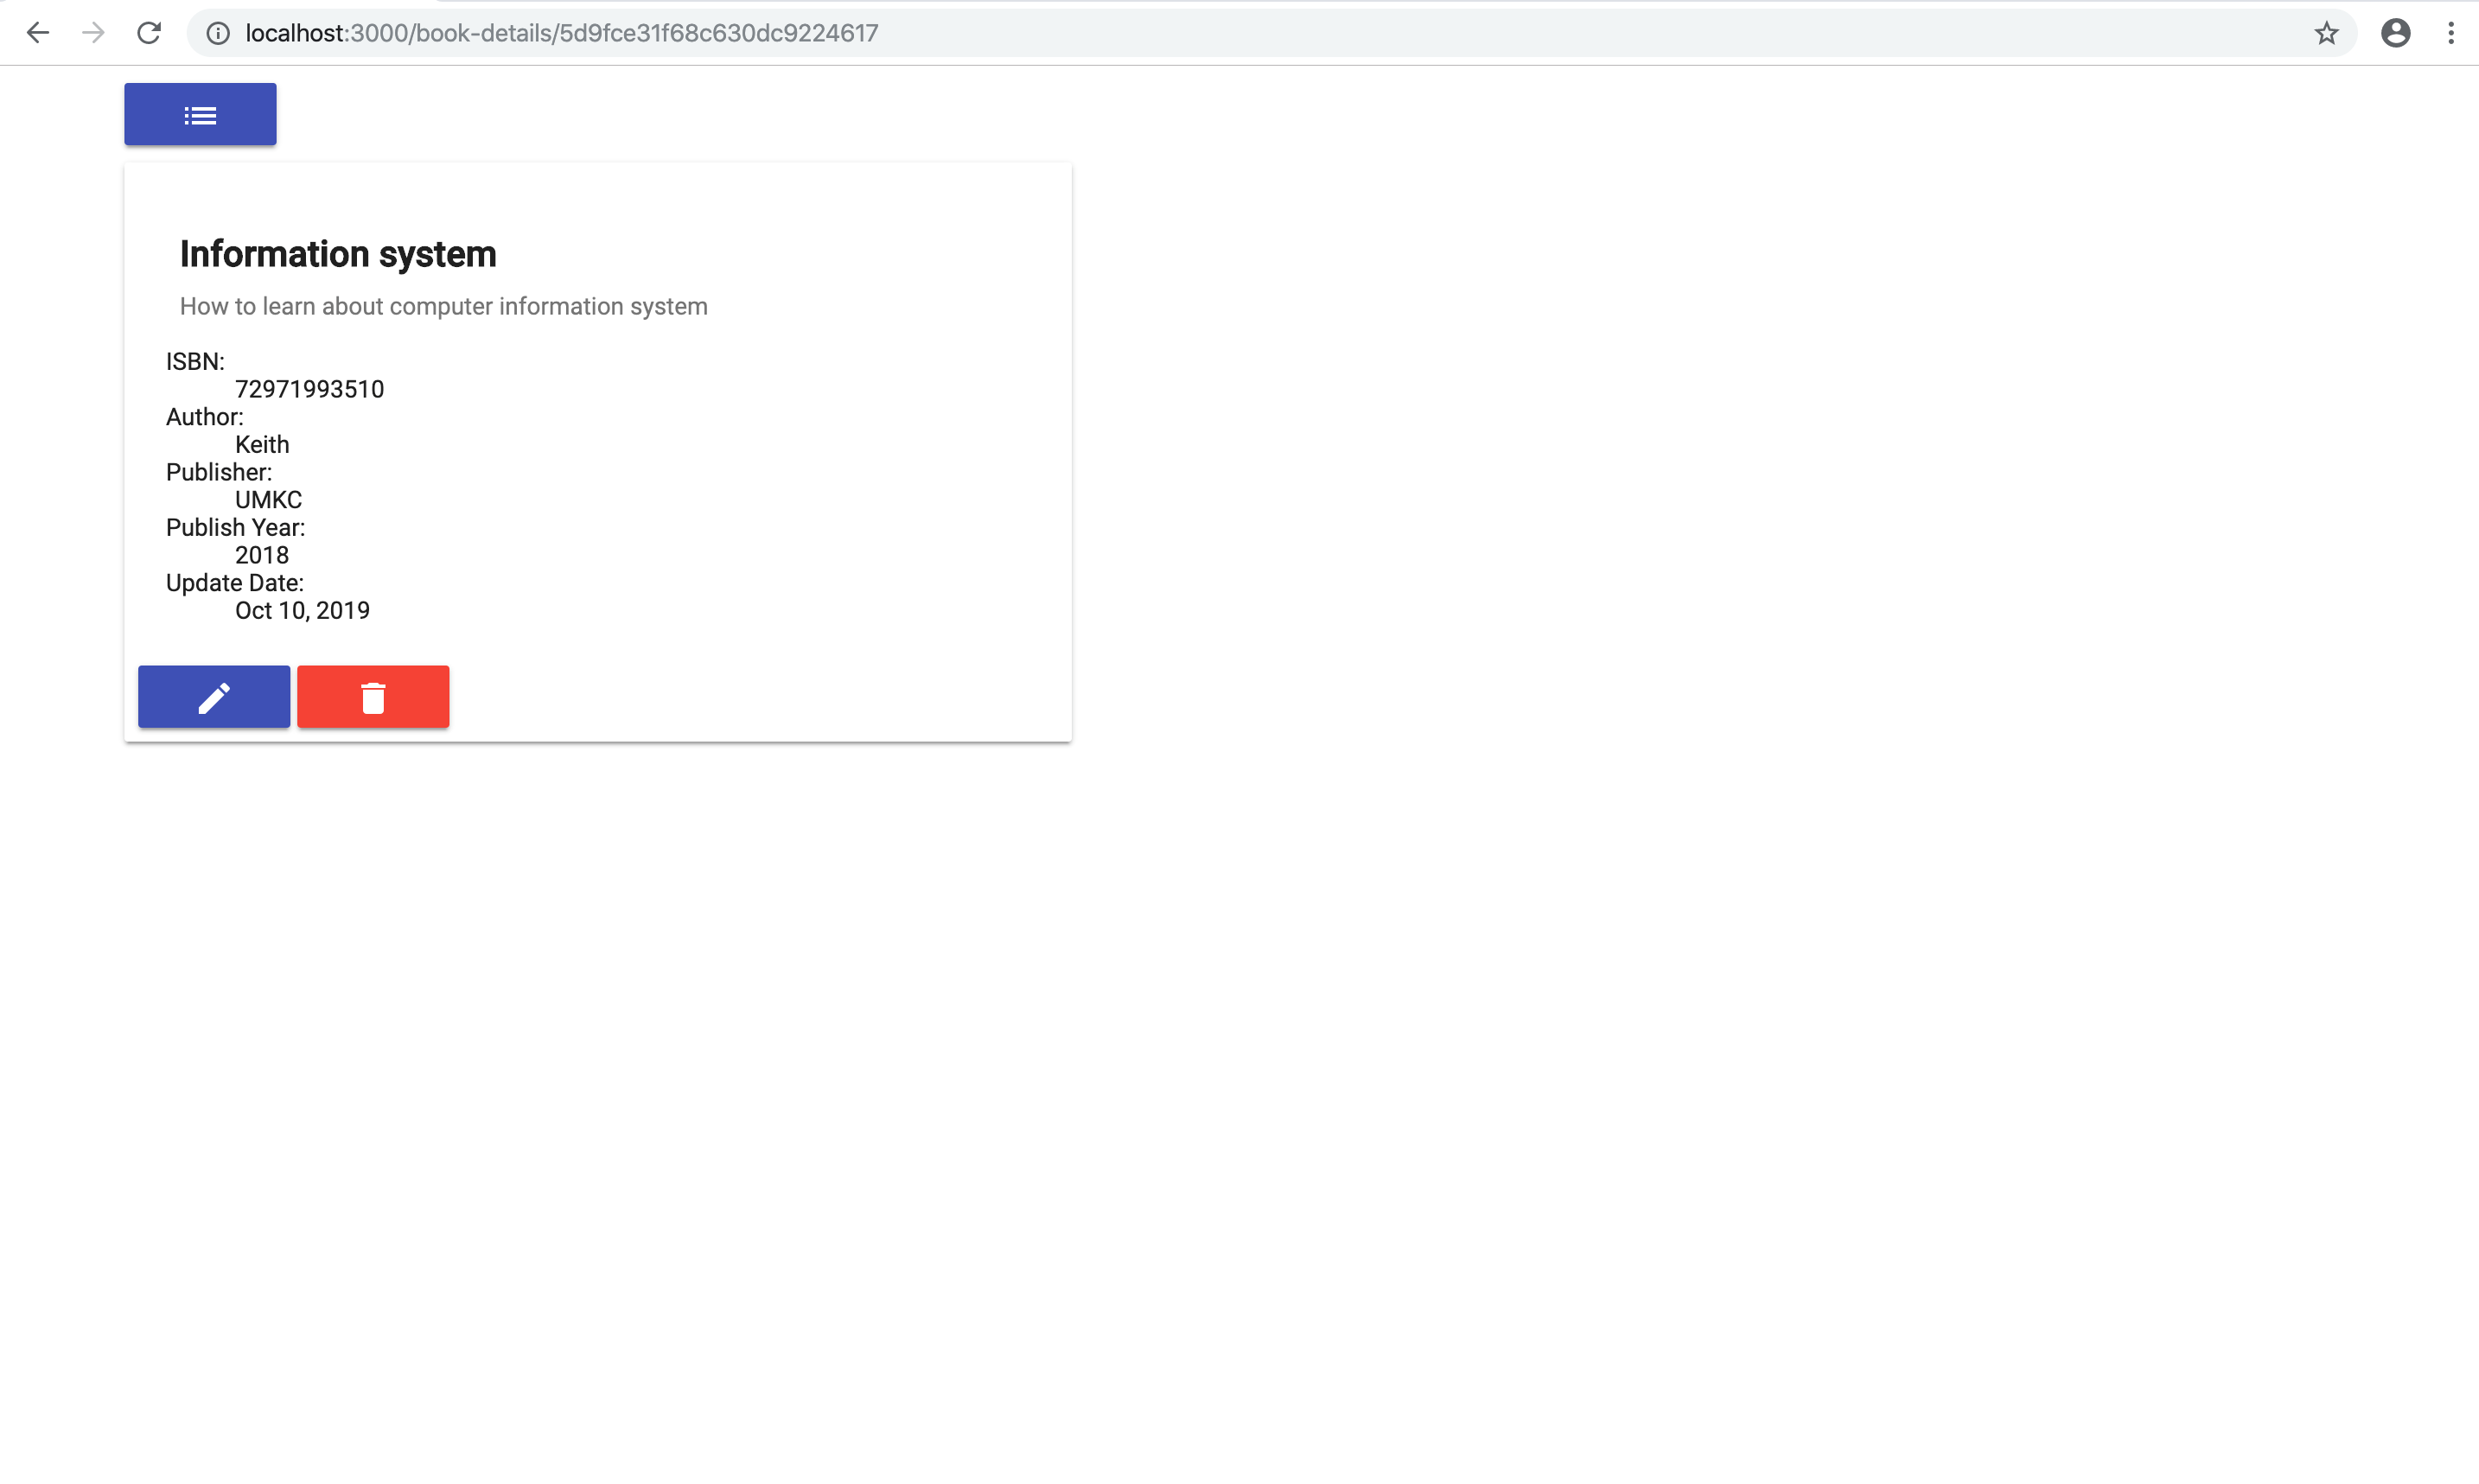 localhost:3000/book-details/5d9fce31f68c630dc9224617
Information system
How to learn about computer information system
ISBN:
72971993510
Author:
Keith
Publisher:
UMKC
Publish Year:
2018
Update Date:
Oct 10, 2019